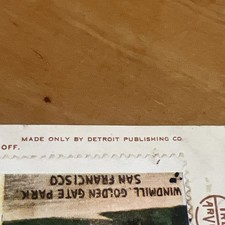 MADE ONLY BY DETROIT PUBLISHING CO
OFF.
WINDMILL, GOLDEN GATE PARK
SAN FRANCISCO